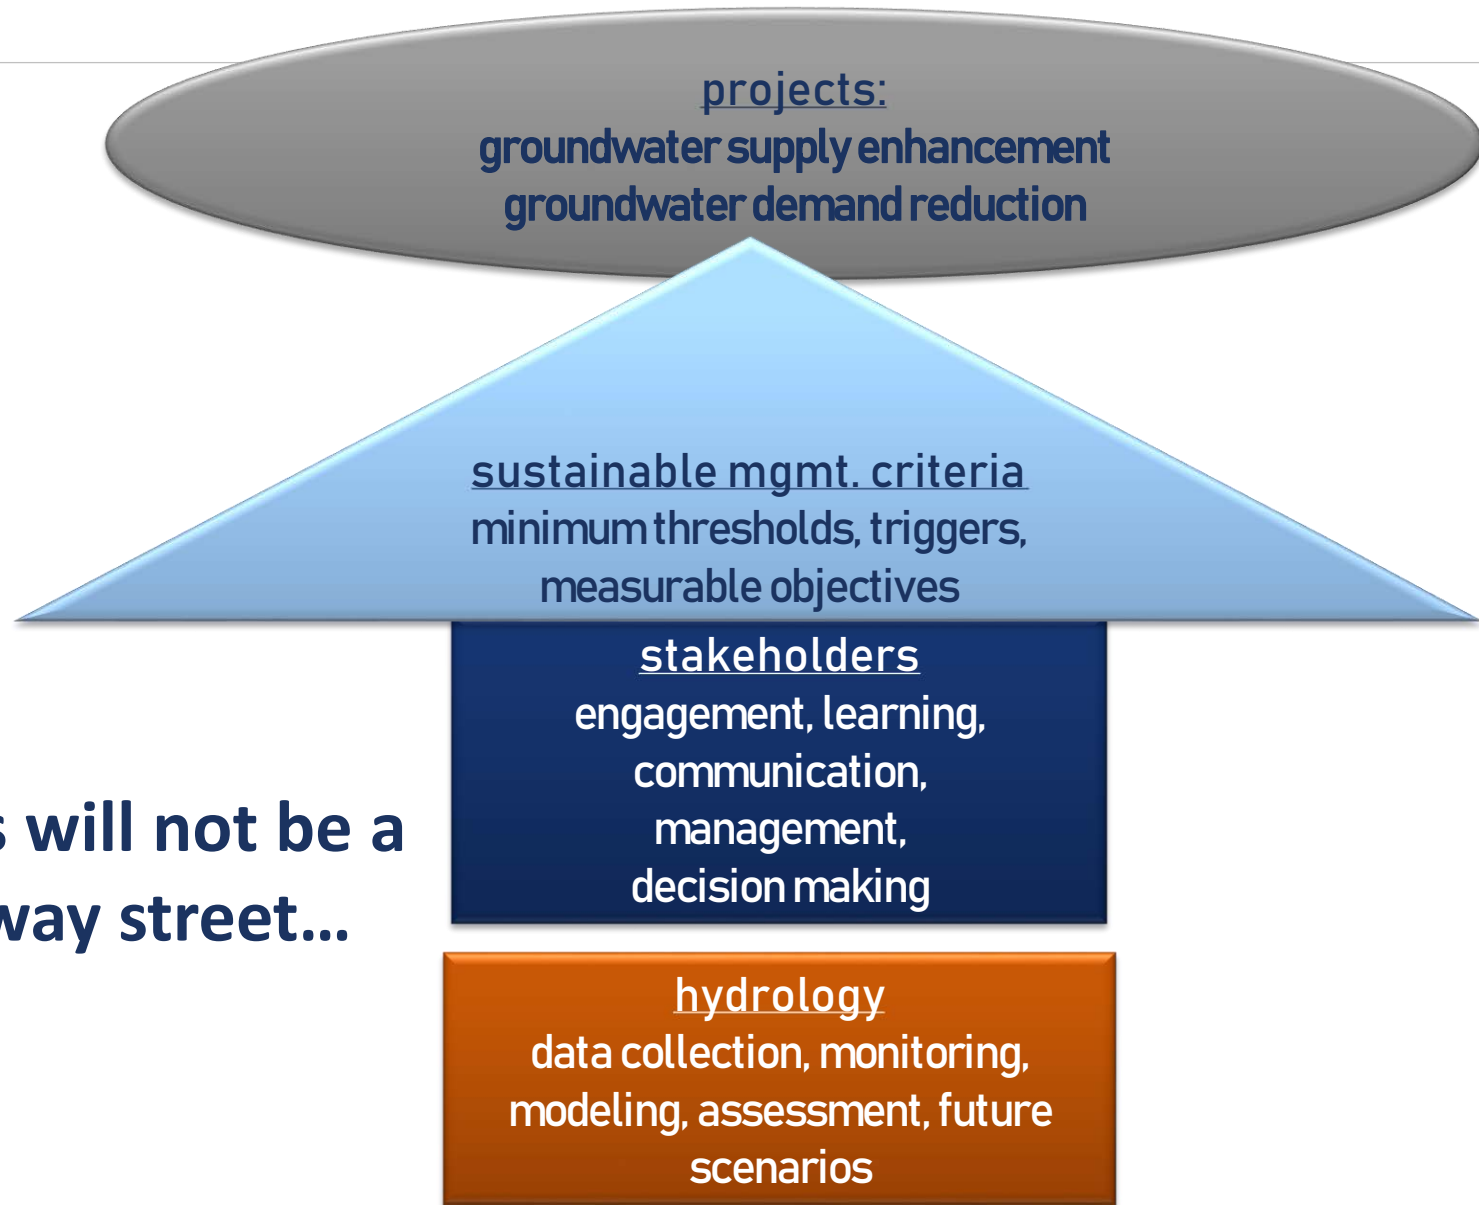 projects:
groundwater supply enhancement
groundwater demand reduction
sustainable mgmt. criteria
minimum thresholds, triggers,
measurable objectives
stakeholders
engagement, learning,
communication,
management,
decision making
s will not be a
way street...
hydrology
data collection, monitoring,
modeling, assessment, future
scenarios